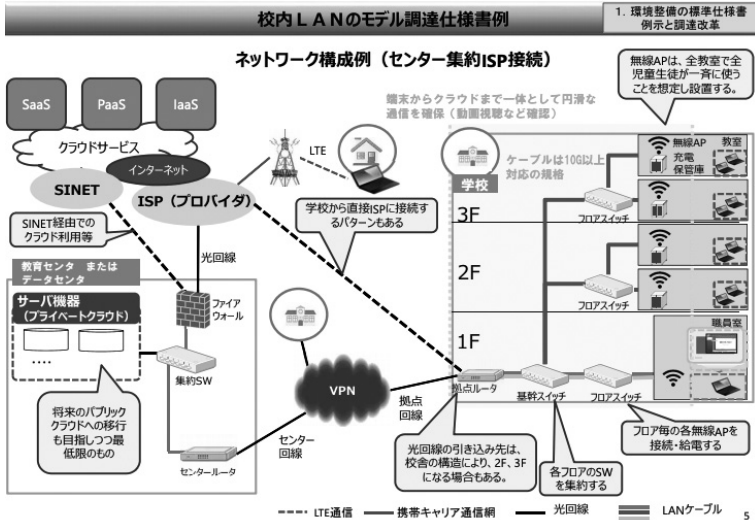 校内LANのモデル調達仕様書例
1．環境整備の標準仕様書
例示と調達改革
ネットワーク構成例（センター集約ISP接続）
無線APは、全教室で全
児童生徒が一斉に使う
ことを想定し設置する。
SaaS
PaaS
IaaS
クラウドサービス
インターネット
SINET
ISP（プロバイダ）
LTE
端末からクラウドまで一体として円滑な
通信を確保（動画視聴など確認）
ケーブルは10G以上
対応の規格
学校
無線AP
教室
充電
保管庫
3F
フロアスイッチ
2F
フロアスイッチ
1F
職員室
SINET経由での
クラウド利用等
学校から直接ISPに接続す
るパターンもある
光回線
教育センタ または
データセンタ
サーバ機器
（プライベートクラウド）
ファイア
ウォール
集約SW
将来のパブリック
クラウドへの移行
も目指しつつ最
低限のもの
センタールータ
センター
回線
VPN
拠点
回線
拠点ルータ
基幹スイッチ
フロアスイッチ
光回線の引き込み先は、
校舎の構造により、2F、3F
になる場合もある。
各フロアのSW
を集約する
フロア毎の各無線APを
接続・給電する
LTE通信
携帯キャリア通信網
光回線
LANケーブル
5